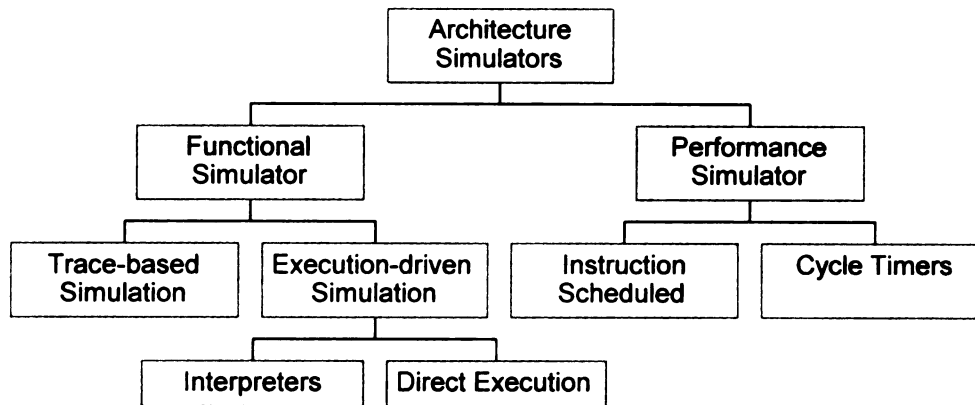 Architecture
Simulators
Functional
Simulator
Performance
Simulator
Trace-based
Simulation
Execution-driven
Simulation
Instruction
Scheduled
Cycle Timers
Interpreters
Direct Execution